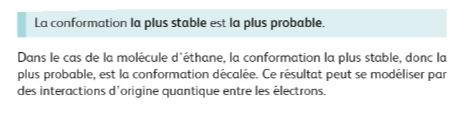 La conformation la plus stable est la plus probable.
Dans le cas de la molécule d'éthane, la conformation la plus stable, donc la
plus probable, est la conformation décalée. Ce résultat peut se modéliser par
des interactions d'origine quantique entre les électrons.